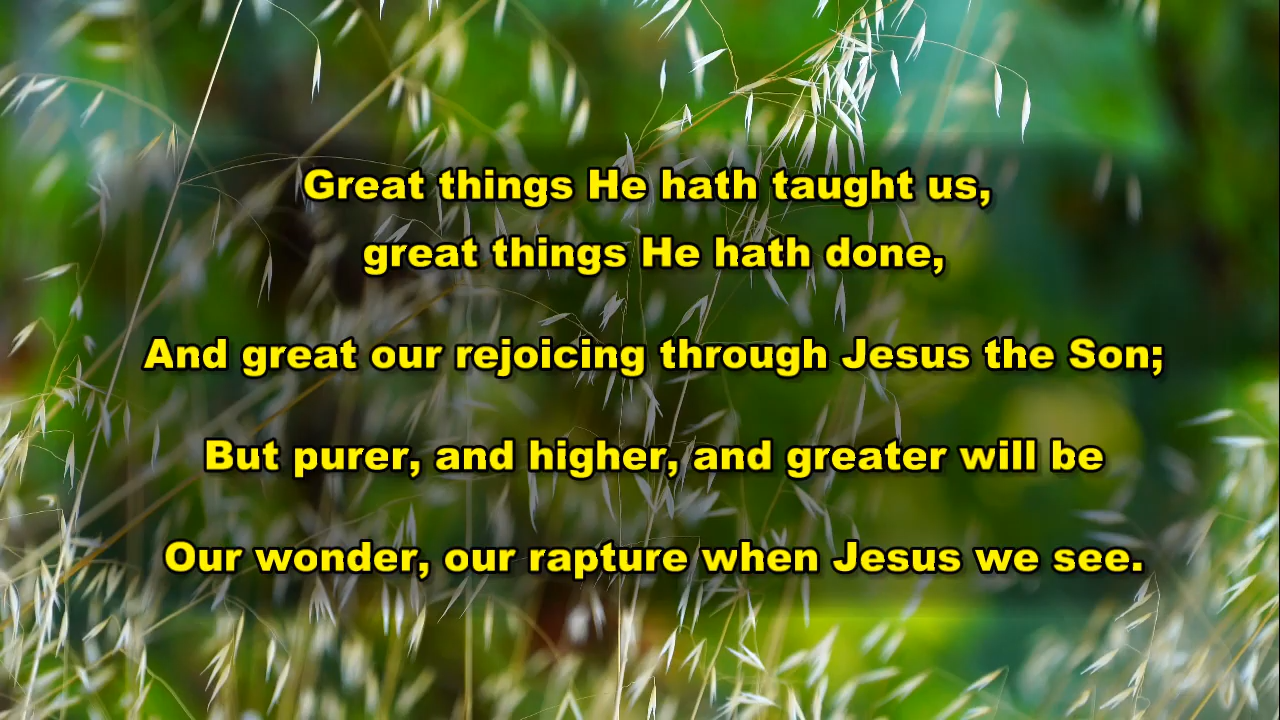 Great things He hath taught us,
great things He hath done,
And great our rejoicing through Jesus the Son;
But purer, and higher, and greater will be
Our wonder, our rapture when Jesus we see.